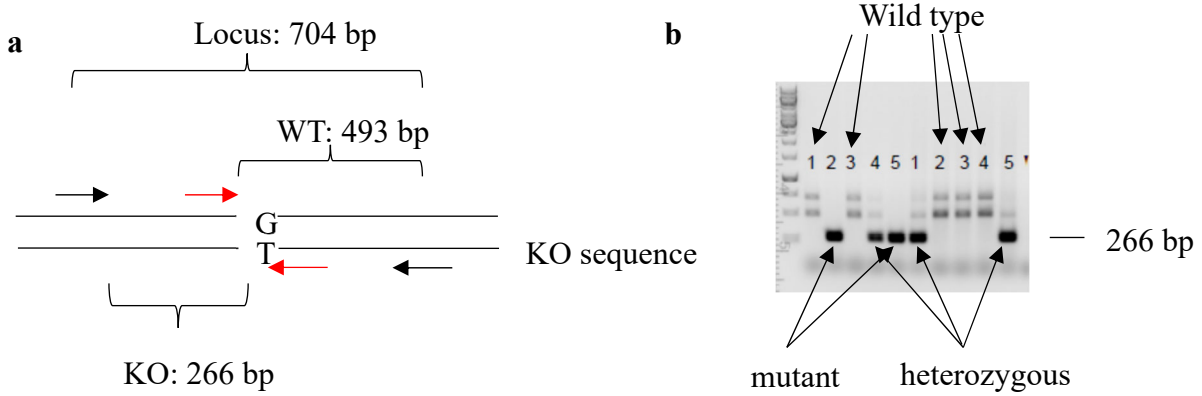 a
Locus: 704 bp
WT: 493 bp
G
T
KO sequence
KO: 266 bp
b
Wild type
1 2 3 4 5 1 2 3 4 5
266 bp
mutant
heterozygous